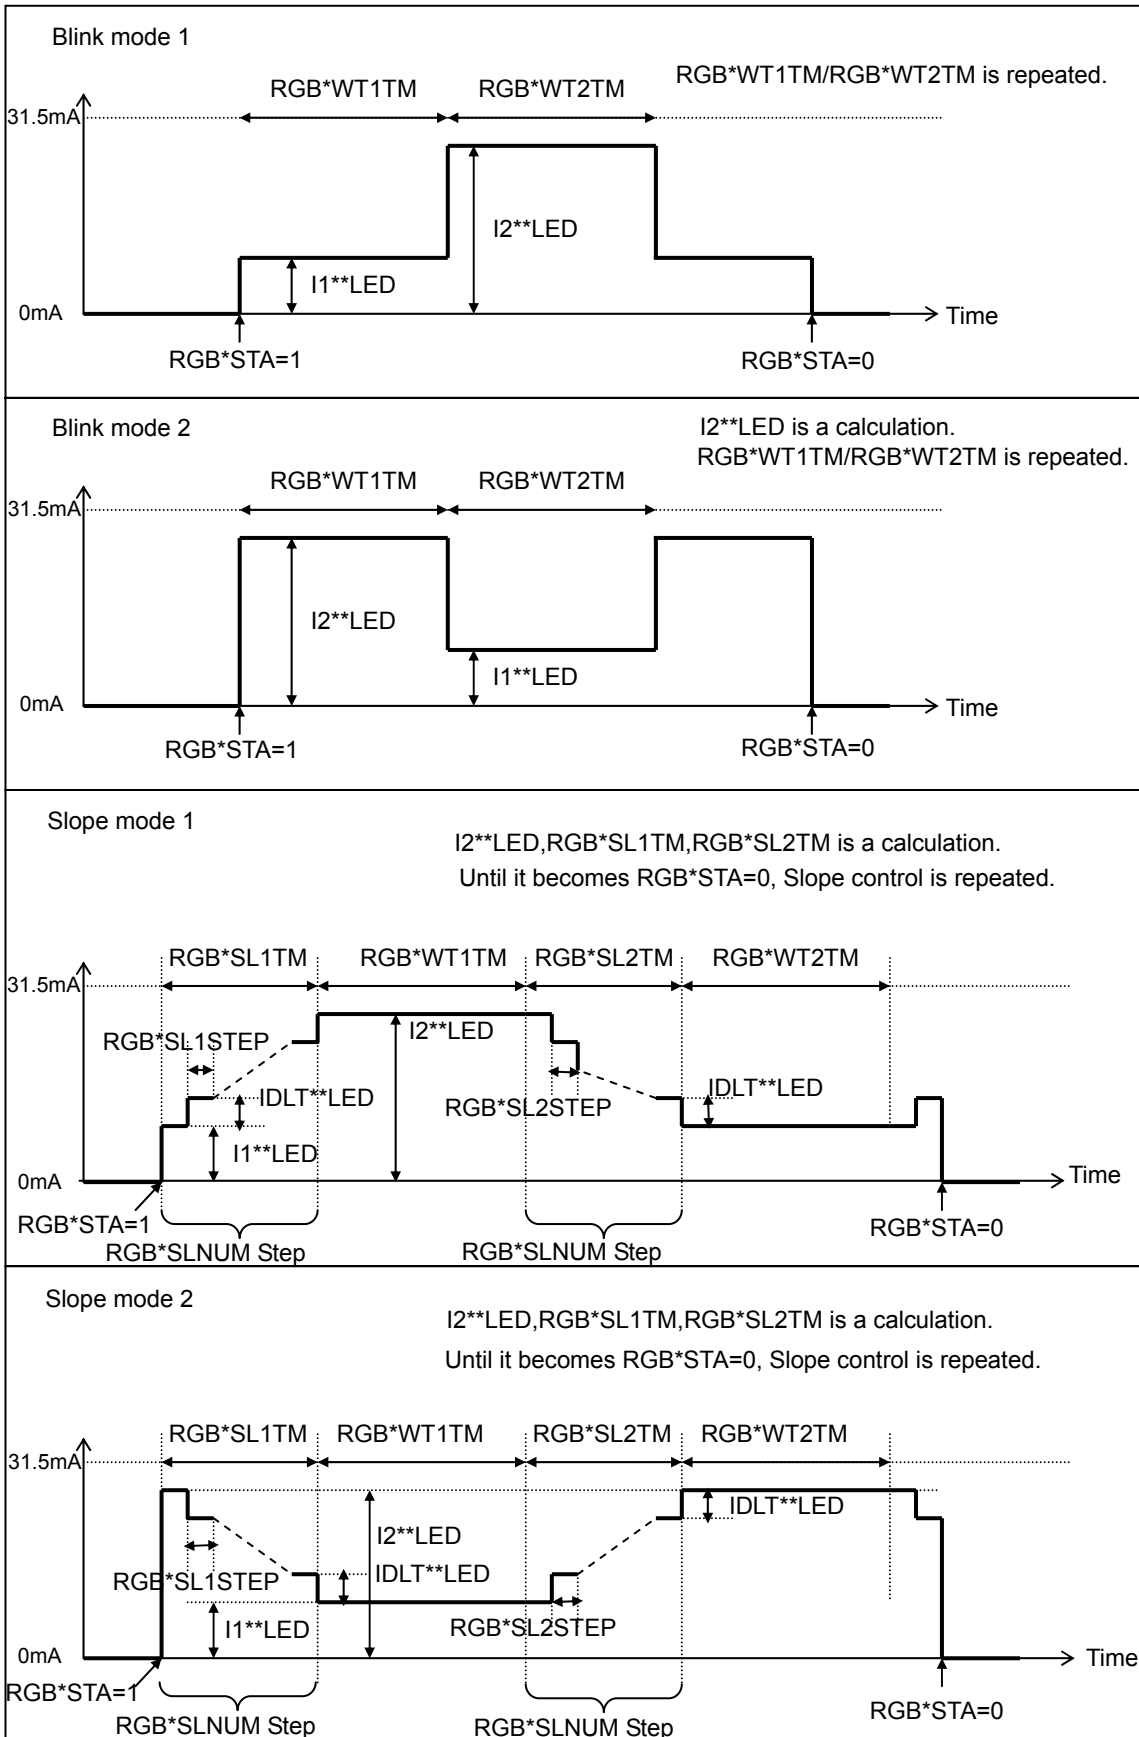 Blink mode 1
RGB*WT1TM/RGB*WT2TM is repeated.
RGB*WT1TM RGB*WT2TM
31.5mA
I2**LED
I1**LED
0mA
Time
RGB*STA=1 RGB*STA=0
Blink mode 2
I2**LED is a calculation.
RGB*WT1TM/RGB*WT2TM is repeated.
RGB*WT1TM RGB*WT2TM
31.5mA
I2**LED
I1**LED
0mA
Time
RGB*STA=1 RGB*STA=0
Slope mode 1
I2**LED,RGB*SL1TM,RGB*SL2TM is a calculation.
Until it becomes RGB*STA=0, Slope control is repeated.
RGB*SL1TM RGB*WT1TM RGB*SL2TM RGB*WT2TM
31.5mA
RGB*SL1STEP I2**LED
IDLT**LED RGB*SL2STEP IDLT**LED
I1**LED
0mA
Time
RGB*STA=1 RGB*STA=0
RGB*SLNUM Step RGB*SLNUM Step
Slope mode 2
I2**LED,RGB*SL1TM,RGB*SL2TM is a calculation.
Until it becomes RGB*STA=0, Slope control is repeated.
RGB*SL1TM RGB*WT1TM RGB*SL2TM RGB*WT2TM
31.5mA
IDLT**LED
I2**LED
RGB*SL1STEP IDLT**LED
I1**LED RGB*SL2STEP
0mA
Time
RGB*STA=1 RGB*STA=0
RGB*SLNUM Step RGB*SLNUM Step